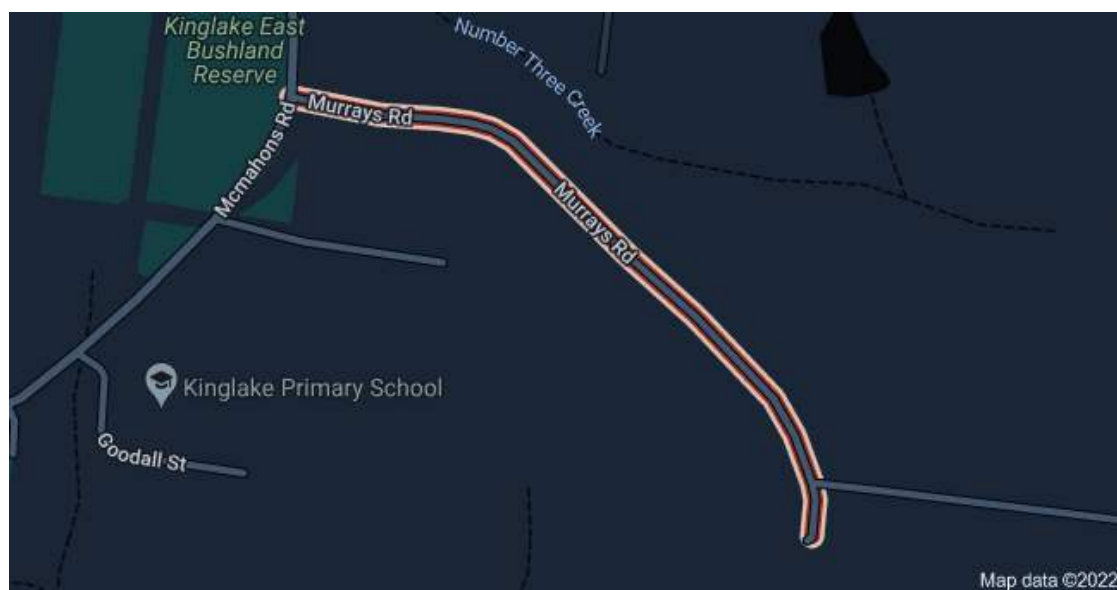 Kinglake East
Bushland
Reserve
Number Three Creek
Murrays Rd
Mcmahons Rd
Murrays Rd
Kinglake Primary School
Goodall St
Map data ©2022